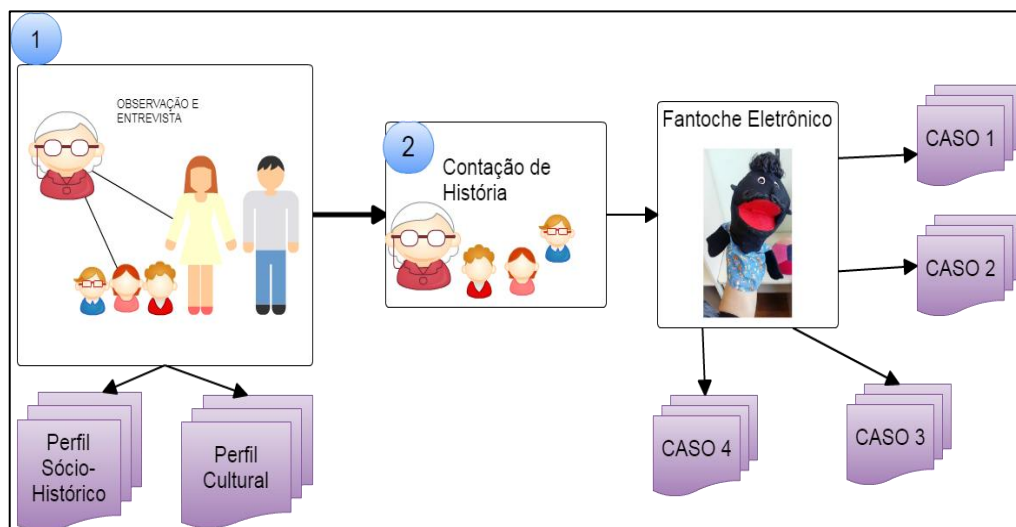 1
OBSERVAÇÃO E
ENTREVISTA
2
Contação de
História
Fantoche Eletrônico
CASO 1
CASO 2
CASO 3
CASO 4
Perfil
Sócio-
Histórico
Perfil
Cultural